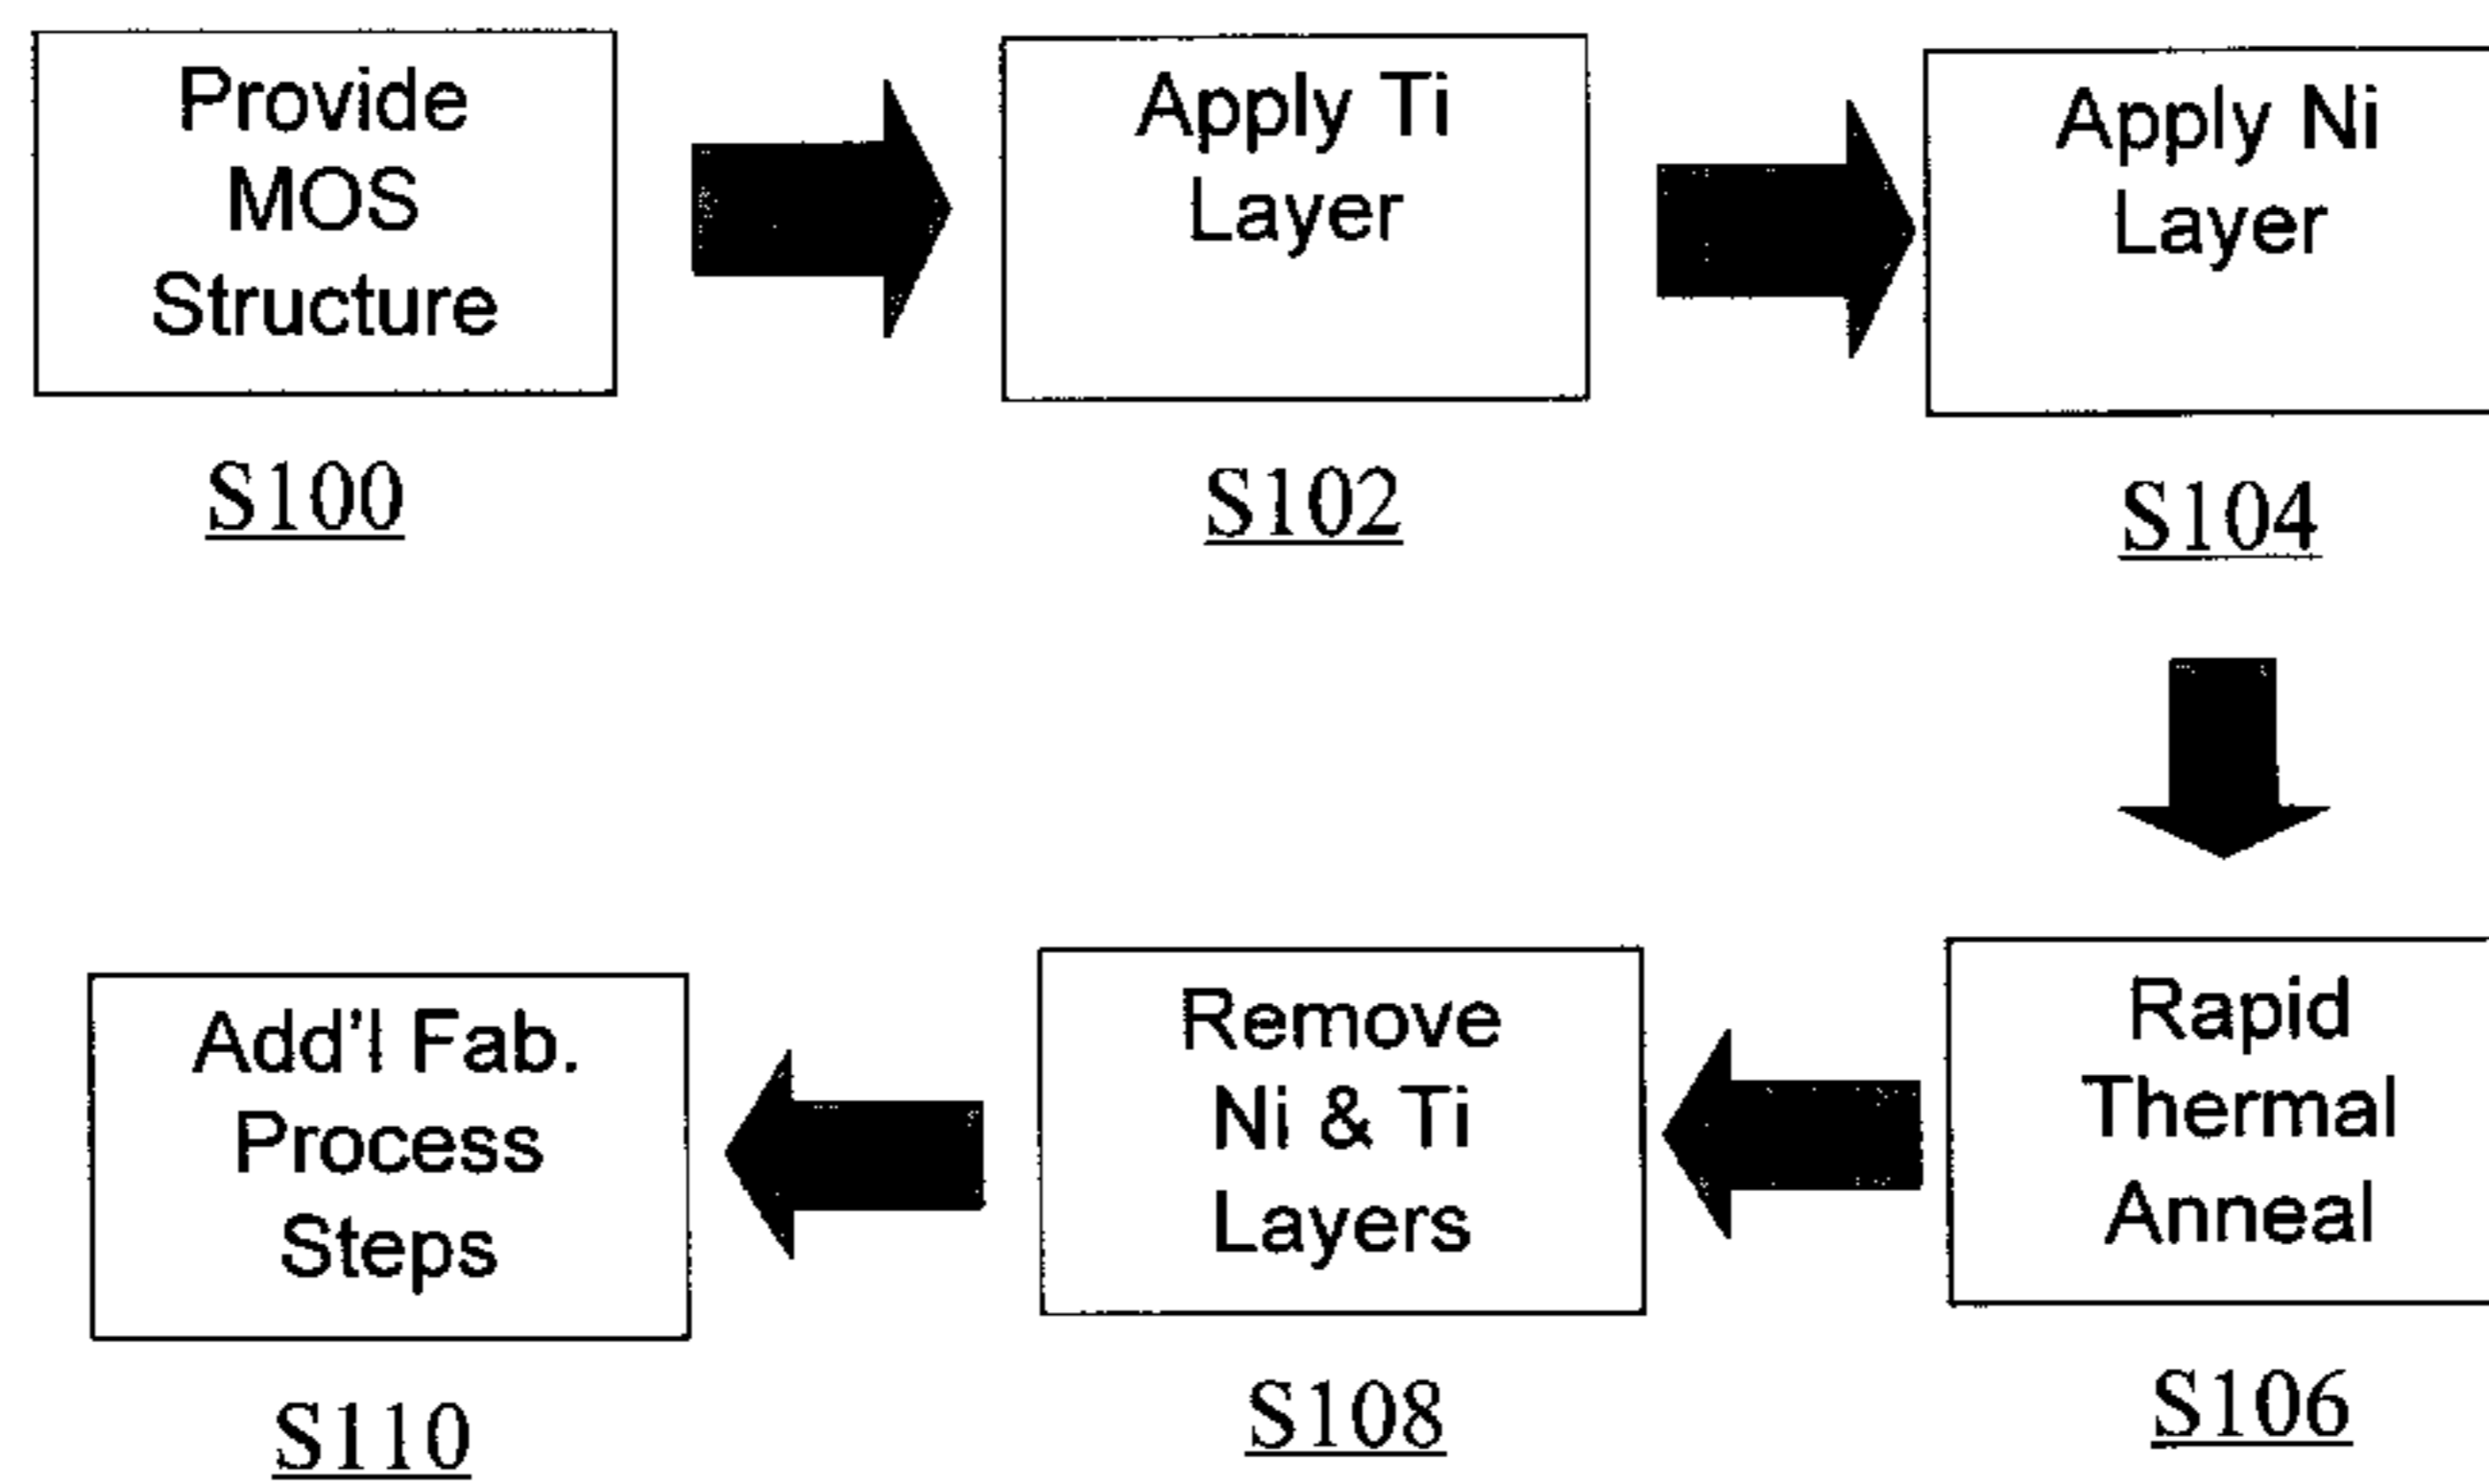 Provide
MOS
Structure
S100
Apply Ti
Layer
S102
Apply Ni
Layer
S104
Rapid
Thermal
Anneal
S106
Remove
Ni & Ti
Layers
S108
Add'l Fab.
Process
Steps
S110